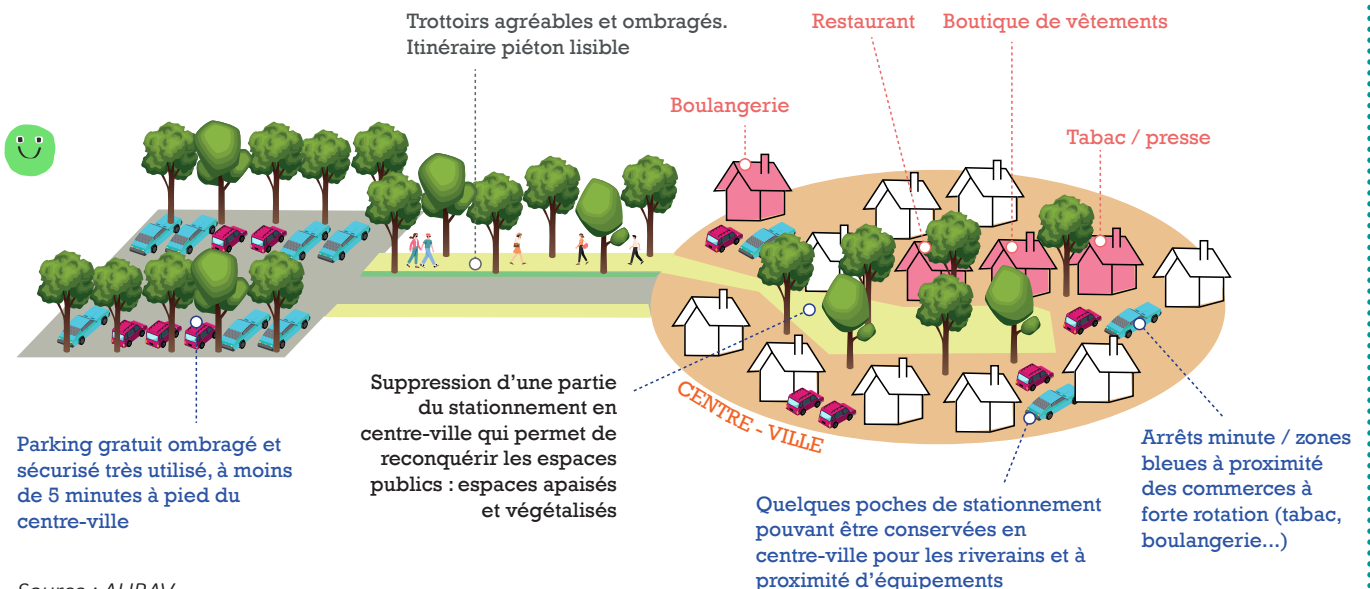 Trottoirs agréables et ombragés.
Itinéraire piéton lisible
Restaurant
Boutique de vêtements
Boulangerie
Tabac / presse
CENTRE - VILLE
Parking gratuit ombragé et
sécurisé très utilisé, à moins
de 5 minutes à pied du
centre-ville
Suppression d’une partie
du stationnement en
centre-ville qui permet de
reconquérir les espaces
publics : espaces apaisés
et végétalisés
Quelques poches de stationnement
pouvant être conservées en
centre-ville pour les riverains et à
proximité d’équipements
Arrêts minute / zones
bleues à proximité
des commerces à
forte rotation (tabac,
boulangerie...)
Source : AURAV